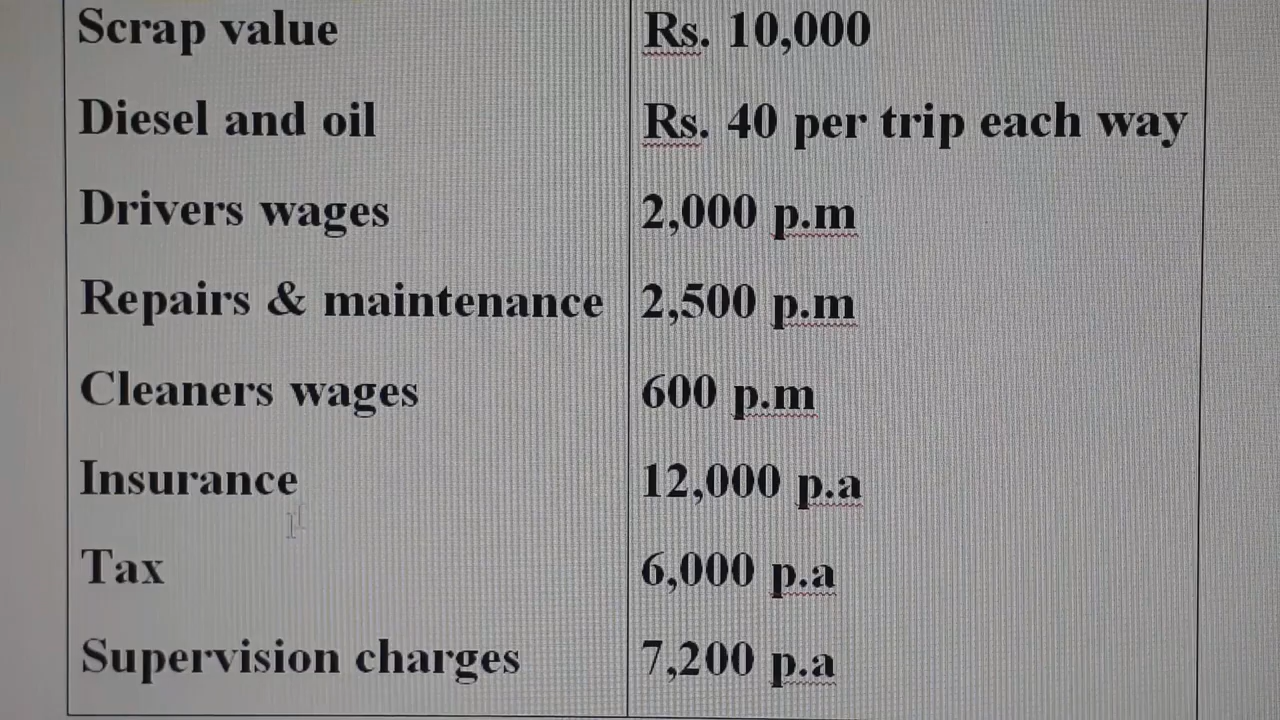 Scrap value Rs. 10,000
Diesel and oil Rs. 40 per trip each way
Drivers wages 2,000 p.m
Repairs & maintenance 2,500 p.m
Cleaners wages 600 p.m
Insurance 12,000 p.a
Tax 6,000 p.a
Supervision charges 7,200 p.a